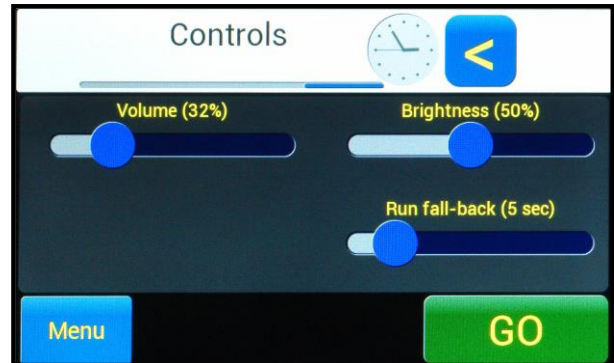 Controls
<
Volume (32%)
Brightness (50%)
Run fall-back (5 sec)
Menu
GO